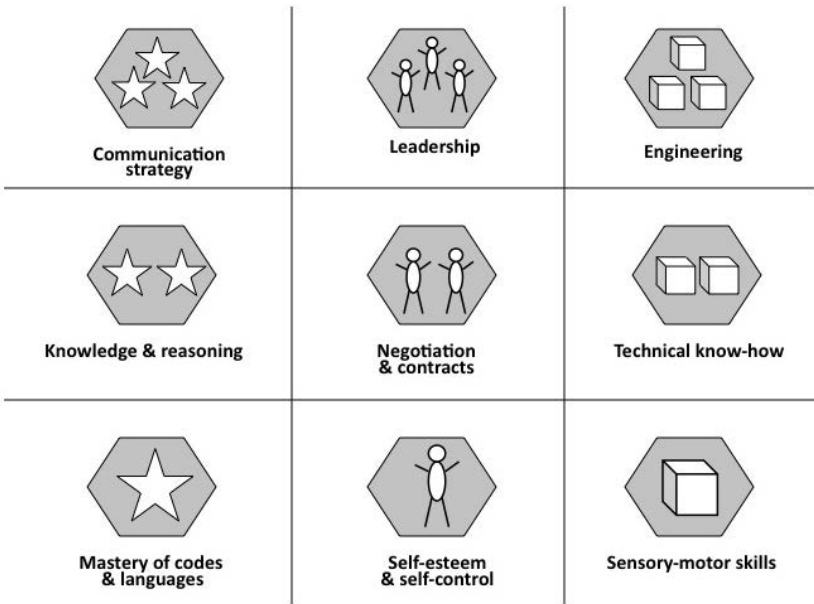 Communication
strategy
Leadership
Engineering
Knowledge & reasoning
Negotiation
& contracts
Technical know-how
Mastery of codes
& languages
Self-esteem
& self-control
Sensory-motor skills